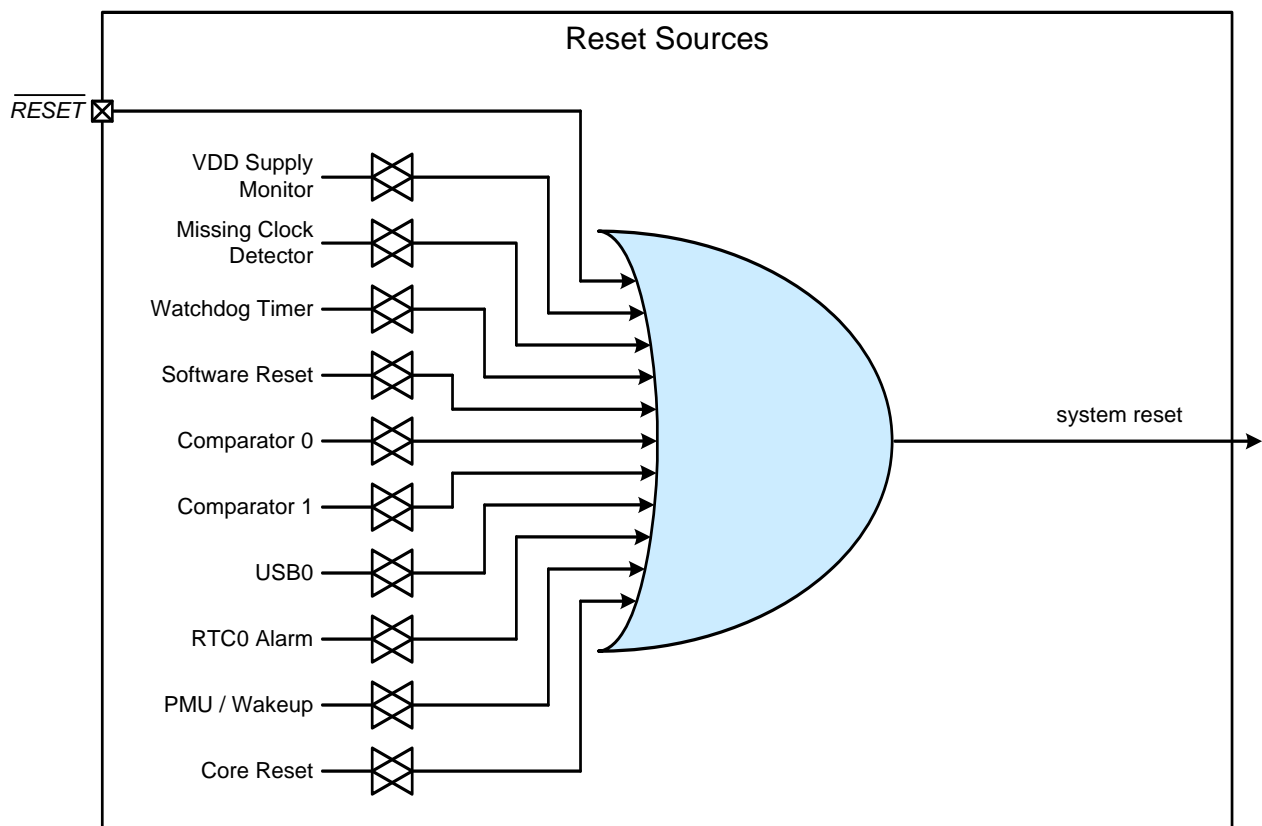 Reset Sources
RESET
VDD Supply
Monitor
Missing Clock
Detector
Watchdog Timer
Software Reset
Comparator 0
system reset
Comparator 1
USB0
RTC0 Alarm
PMU / Wakeup
Core Reset